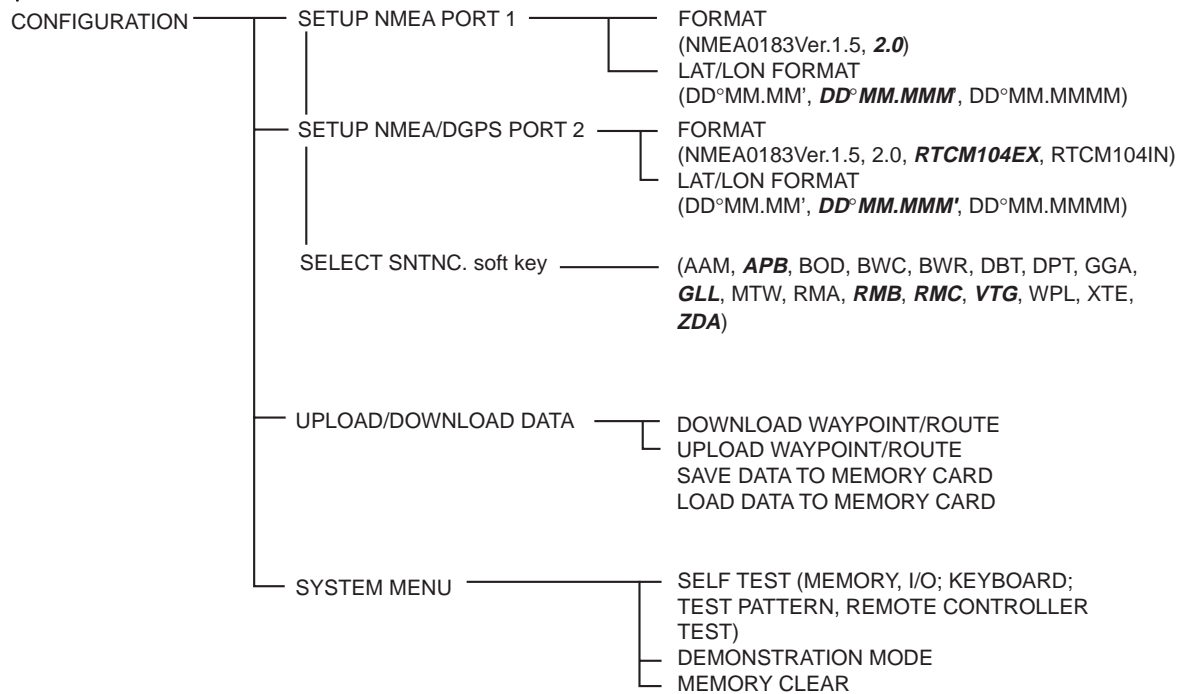 CONFIGURATION
SETUP NMEA PORT 1
FORMAT
(NMEA0183Ver.1.5, 2.0)
LAT/LON FORMAT
(DD°MM.MM’, DD°MM.MMM’, DD°MM.MMMM)
SETUP NMEA/DGPS PORT 2
FORMAT
(NMEA0183Ver.1.5, 2.0, RTCM104EX, RTCM104IN)
LAT/LON FORMAT
(DD°MM.MM’, DD°MM.MMM', DD°MM.MMMM)
SELECT SNTNC. soft key
(AAM, APB, BOD, BWC, BWR, DBT, DPT, GGA,
GLL, MTW, RMA, RMB, RMC, VTG, WPL, XTE,
ZDA)
UPLOAD/DOWNLOAD DATA
DOWNLOAD WAYPOINT/ROUTE
UPLOAD WAYPOINT/ROUTE
SAVE DATA TO MEMORY CARD
LOAD DATA TO MEMORY CARD
SYSTEM MENU
SELF TEST (MEMORY, I/O; KEYBOARD;
TEST PATTERN, REMOTE CONTROLLER
TEST)
DEMONSTRATION MODE
MEMORY CLEAR